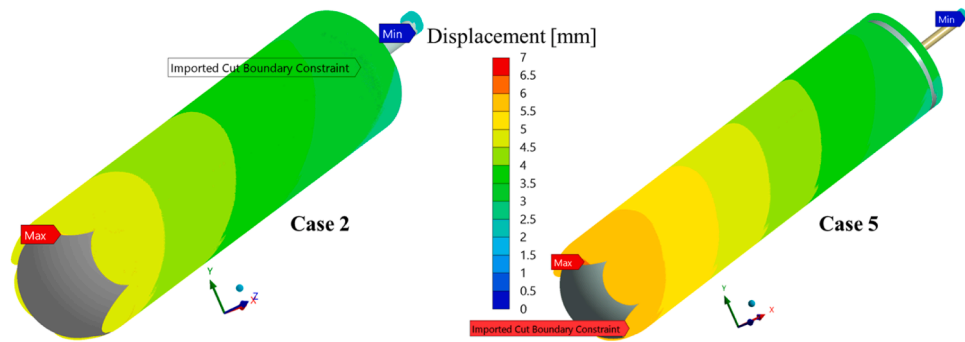 Min
Displacement [mm]
Min
Imported Cut Boundary Constraint
7
6.5
6
5.5
5
4.5
4
3.5
3
2.5
2
1.5
1
0.5
0
Case 2
Case 5
Max
Max
Y
Z
X
Y
X
Imported Cut Boundary Constraint